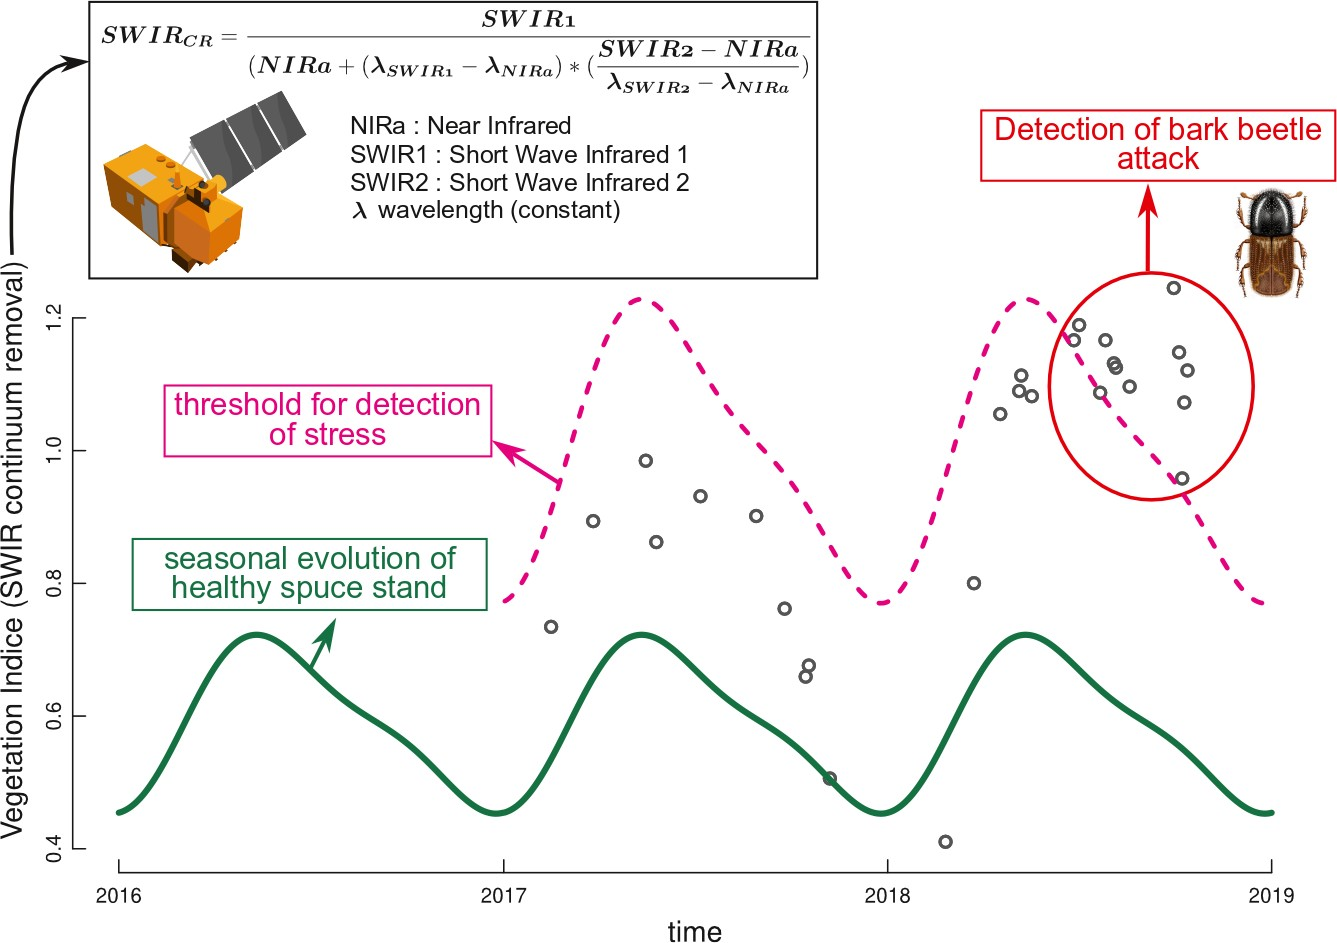 SWIR_CR = SWIR1 / (NIRa + (λ_SWIR1 − λ_NIRa) ∗ (SWIR2 − NIRa / λ_SWIR2 − λ_NIRa)
NIRa : Near Infrared
SWIR1 : Short Wave Infrared 1
SWIR2 : Short Wave Infrared 2
λ wavelength (constant)
Detection of bark beetle
attack
threshold for detection
of stress
seasonal evolution of
healthy spuce stand
Vegetation Indice (SWIR continuum removal)
1.2
1.0
0.8
0.6
0.4
2016
2017
2018
2019
time